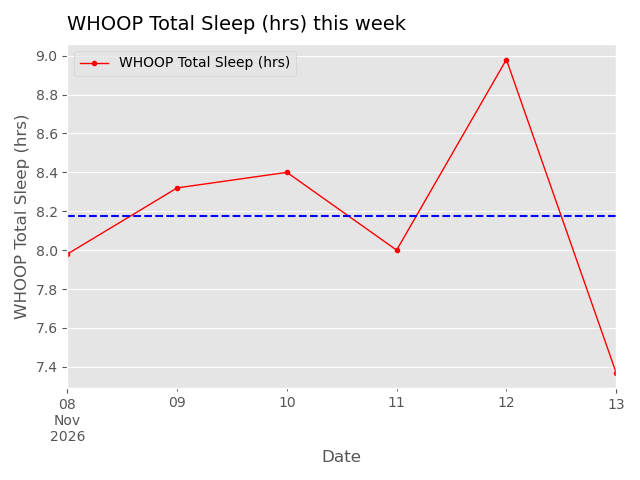 WHOOP Total Sleep (hrs) this week
WHOOP Total Sleep (hrs)
WHOOP Total Sleep (hrs)
9.0
8.8
8.6
8.4
8.2
8.0
7.8
7.6
7.4
08 09 10 11 12 13
Nov
2026
Date